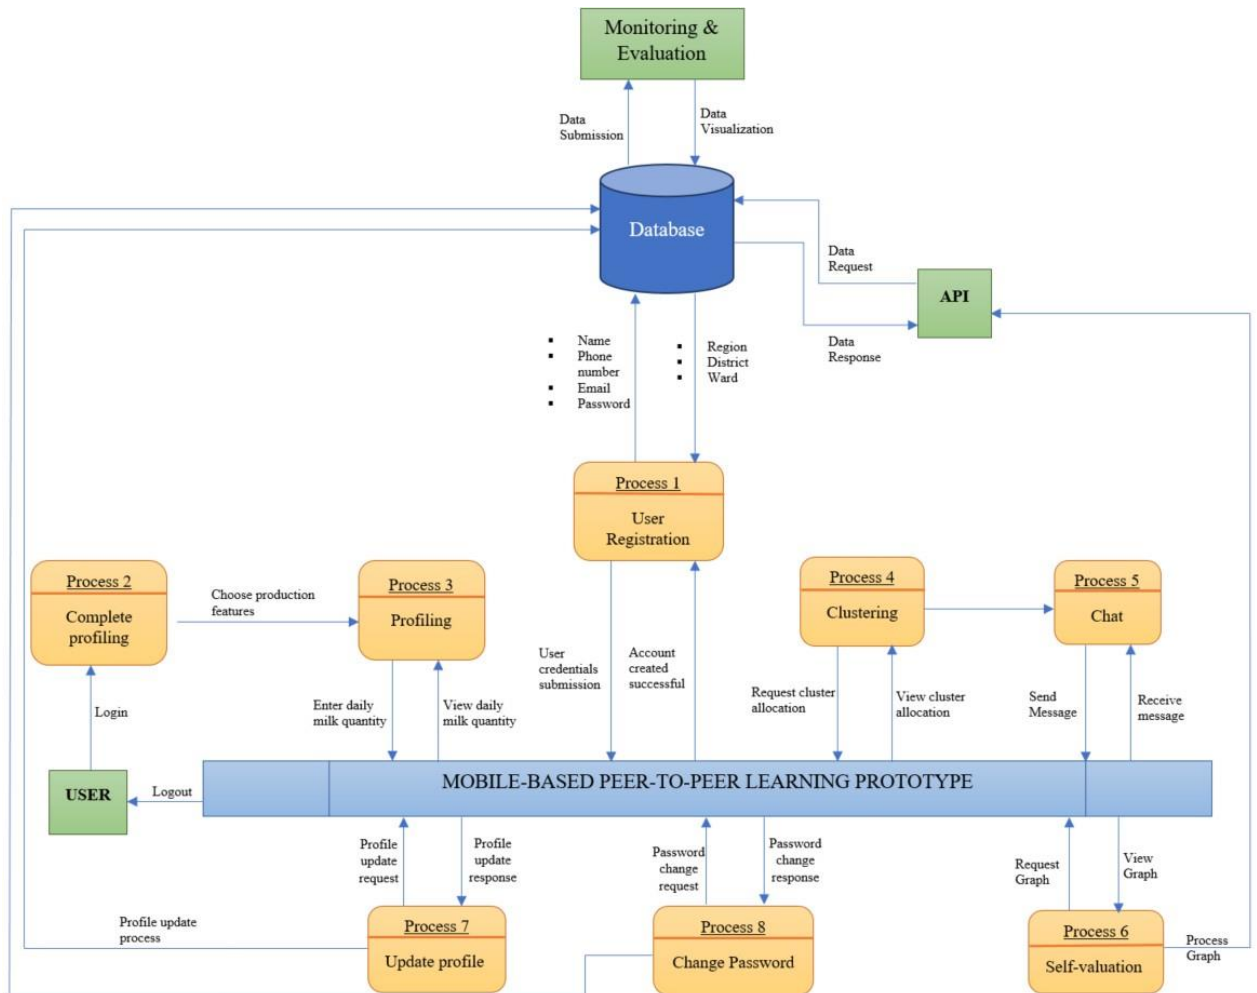 Monitoring &
Evaluation
Data
Submission
Data
Visualization
Database
Data
Request
API
Data
Response
▪ Name
▪ Phone
number
▪ Email
▪ Password
▪ Region
▪ District
▪ Ward
Process 1
User
Registration
Process 2
Complete
profiling
Choose production
features
Process 3
Profiling
Process 4
Clustering
Process 5
Chat
Login
Enter daily
milk quantity
View daily
milk quantity
User
credentials
submission
Account
created
successful
Request cluster
allocation
View cluster
allocation
Send
Message
Receive
message
USER
Logout
MOBILE-BASED PEER-TO-PEER LEARNING PROTOTYPE
Profile
update
request
Profile
update
response
Password
change
request
Password
change
response
Request
Graph
View
Graph
Profile update
process
Process 7
Update profile
Process 8
Change Password
Process 6
Self-valuation
Process
Graph